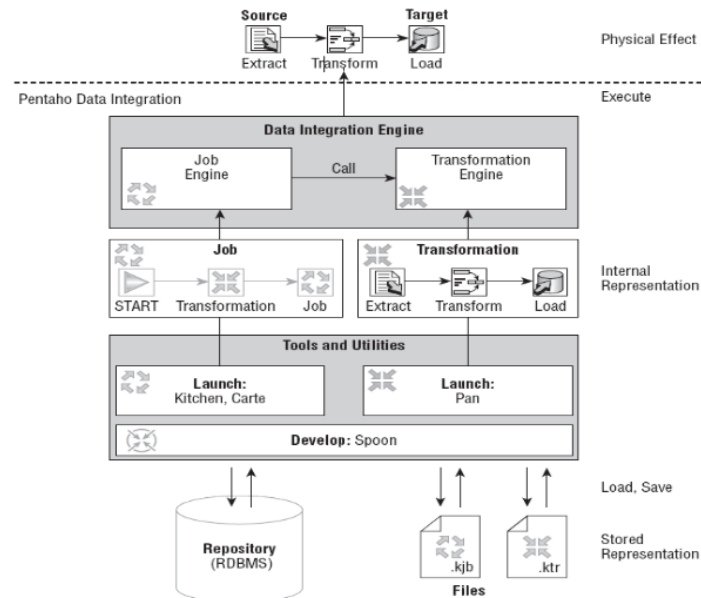 Source
Target
Physical Effect
Extract
Transform
Load
Pentaho Data Integration
Execute
Data Integration Engine
Job
Engine
Call
Transformation
Engine
Job
START
Transformation
Job
Transformation
Extract
Transform
Load
Internal
Representation
Tools and Utilities
Launch:
Kitchen, Carte
Launch:
Pan
Develop: Spoon
Load, Save
Repository
(RDBMS)
.kjb
.ktr
Files
Stored
Representation